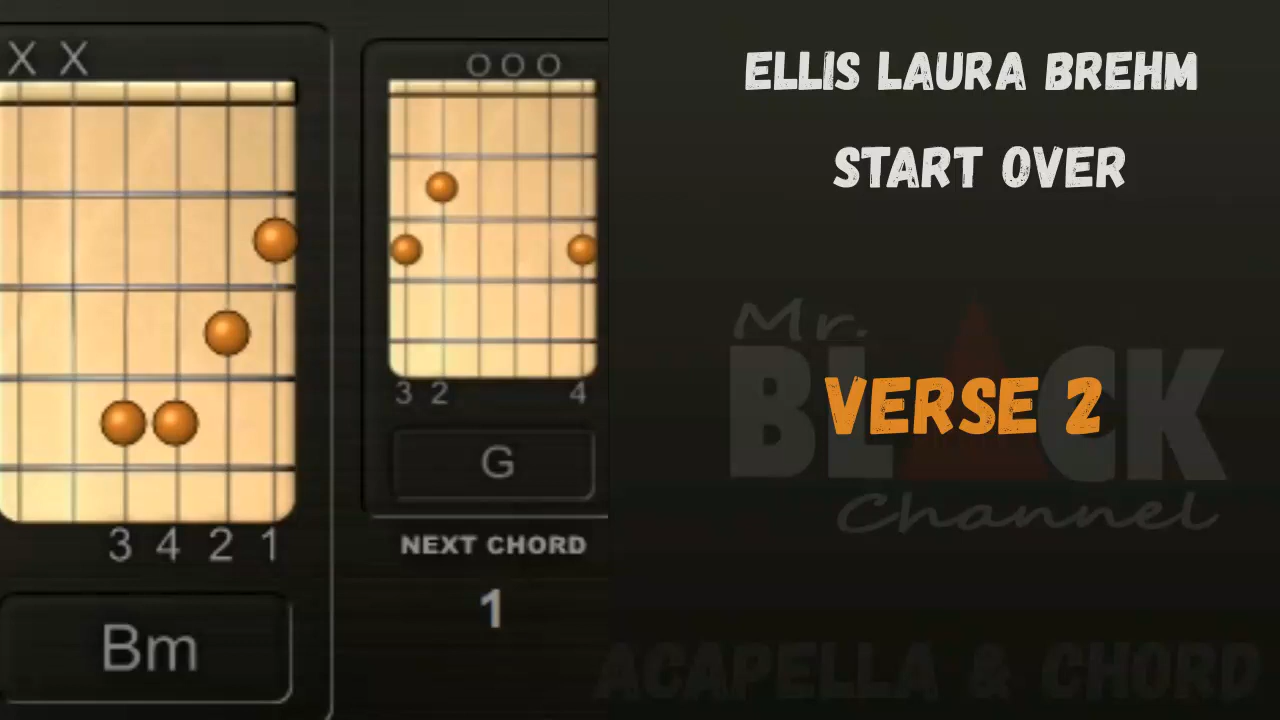 X X
3 4 2 1
Bm
O O O
3 2 4
G
NEXT CHORD
1
ELLIS LAURA BREHM
START OVER
Mr.
BLACK
VERSE 2
Channel
ACAPELLA & CHORD